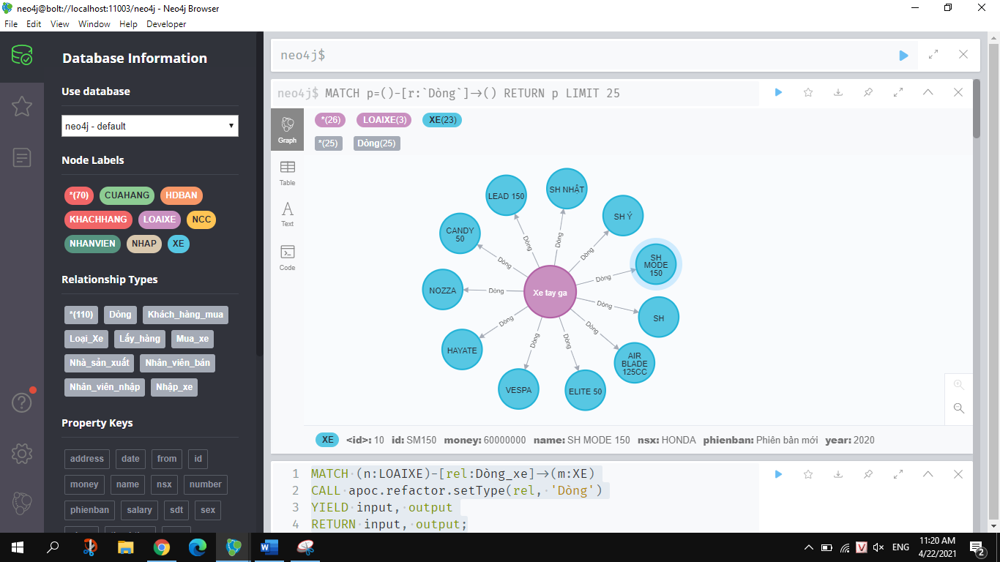 neo4j@bolt://localhost:11003/neo4j - Neo4j Browser
File Edit View Window Help Developer
Database Information
Use database
neo4j - default
Node Labels
*(70) CUAHANG HDBAN
KHACHHANG LOAIXE NCC
NHANVIEN NHAP XE
Relationship Types
*(110) Dòng Khách_hàng_mua
Loại_Xe Lấy_hàng Mua_xe
Nhà_sản_xuất Nhân_viên_bán
Nhân_viên_nhập Nhập_xe
Property Keys
address date from id
money name nsx number
phienban salary sdt sex
neo4j$
neo4j$ MATCH p=()-[r:`Dòng`]->() RETURN p LIMIT 25
Graph
Table
Text
Code
*(26) LOAIXE(3) XE(23)
*(25) Dòng(25)
LEAD 150
SH NHẬT
SH Ý
SH
MODE
150
SH
AIR
BLADE
125CC
ELITE 50
VESPA
HAYATE
NOZZA
CANDY
50
Xe tay ga
Dòng
Dòng
Dòng
Dòng
Dòng
Dòng
Dòng
Dòng
Dòng
Dòng
Dòng
XE <id>: 10 id: SM150 money: 60000000 name: SH MODE 150 nsx: HONDA phienban: Phiên bản mới year: 2020
1 MATCH (n:LOAIXE)-[rel:Dòng_xe]->(m:XE)
2 CALL apoc.refactor.setType(rel, 'Dòng')
3 YIELD input, output
4 RETURN input, output;
ENG
11:20 AM
4/22/2021
2